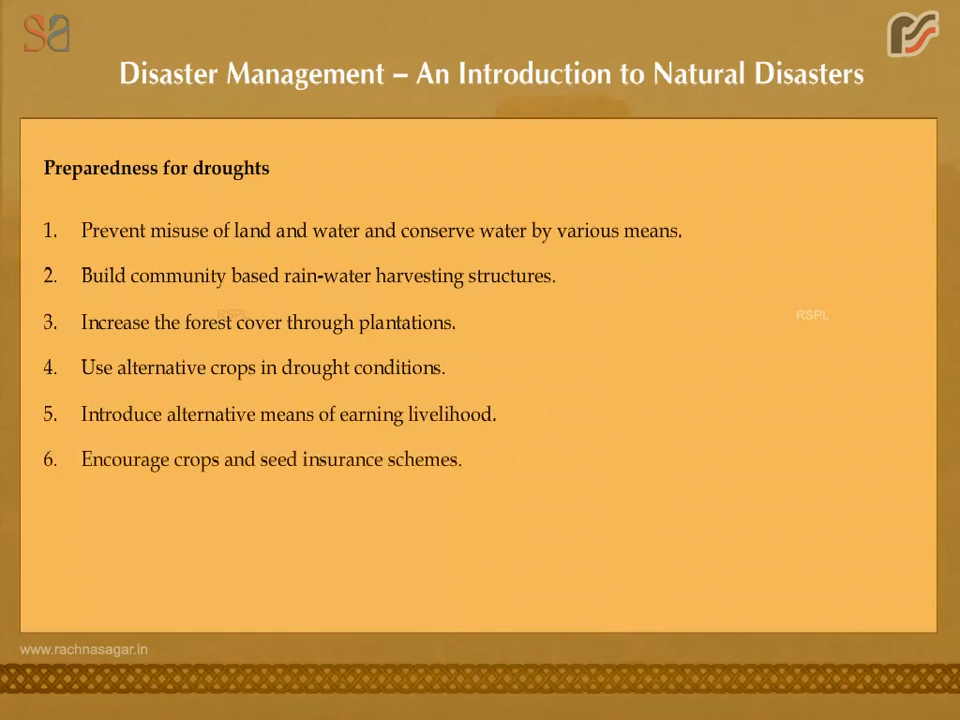 sa
Disaster Management – An Introduction to Natural Disasters
Preparedness for droughts
1. Prevent misuse of land and water and conserve water by various means.
2. Build community based rain-water harvesting structures.
RSPL
RSPL
3. Increase the forest cover through plantations.
4. Use alternative crops in drought conditions.
5. Introduce alternative means of earning livelihood.
6. Encourage crops and seed insurance schemes.
www.rachnasagar.in